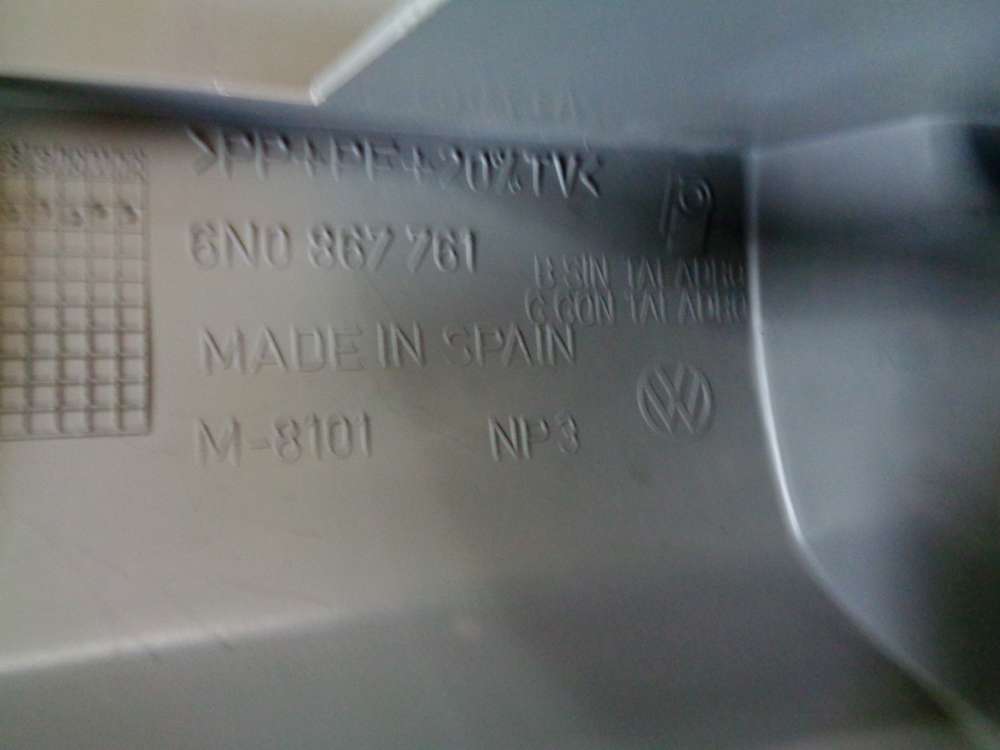 >PP+PE+20%TV<
6N0 867 761
B SIN TALADRO
C CON TALADRO
MADE IN SPAIN
M-8101 NP3